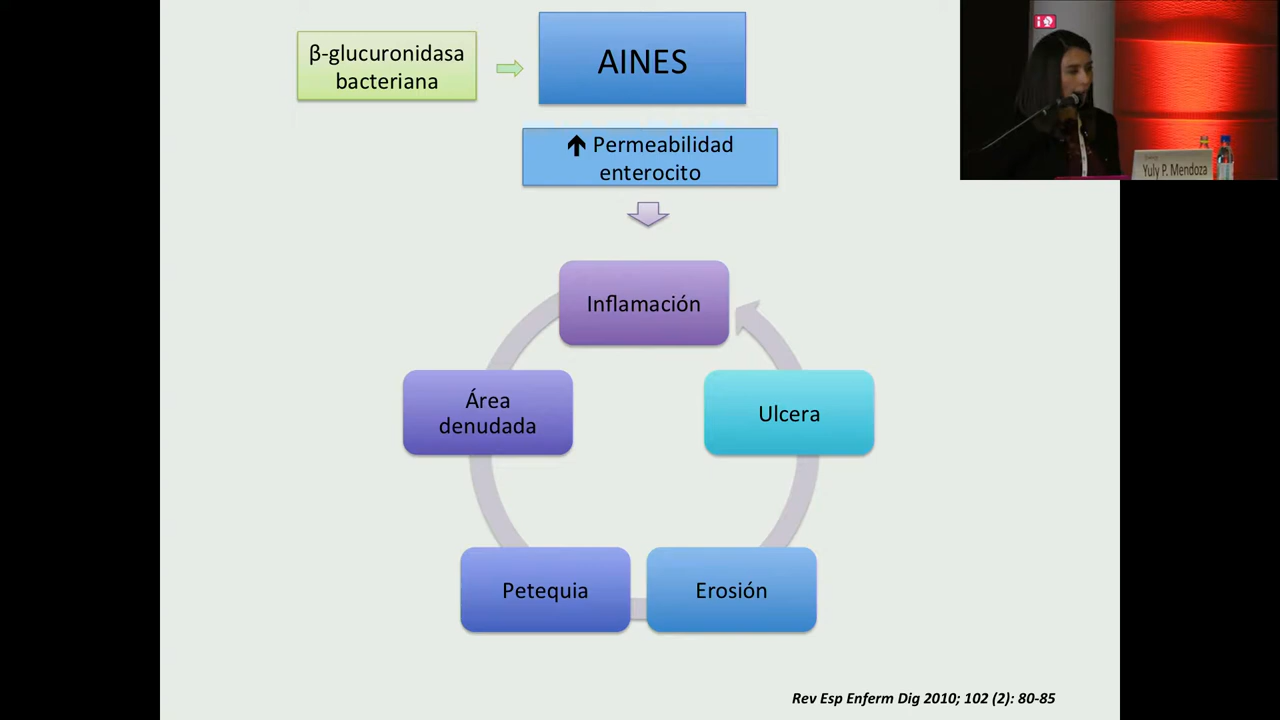 β-glucuronidasa
bacteriana
AINES
↑ Permeabilidad
enterocito
Inflamación
Área
denudada
Ulcera
Petequia
Erosión
Rev Esp Enferm Dig 2010; 102 (2): 80-85
Yuly P. Mendoza